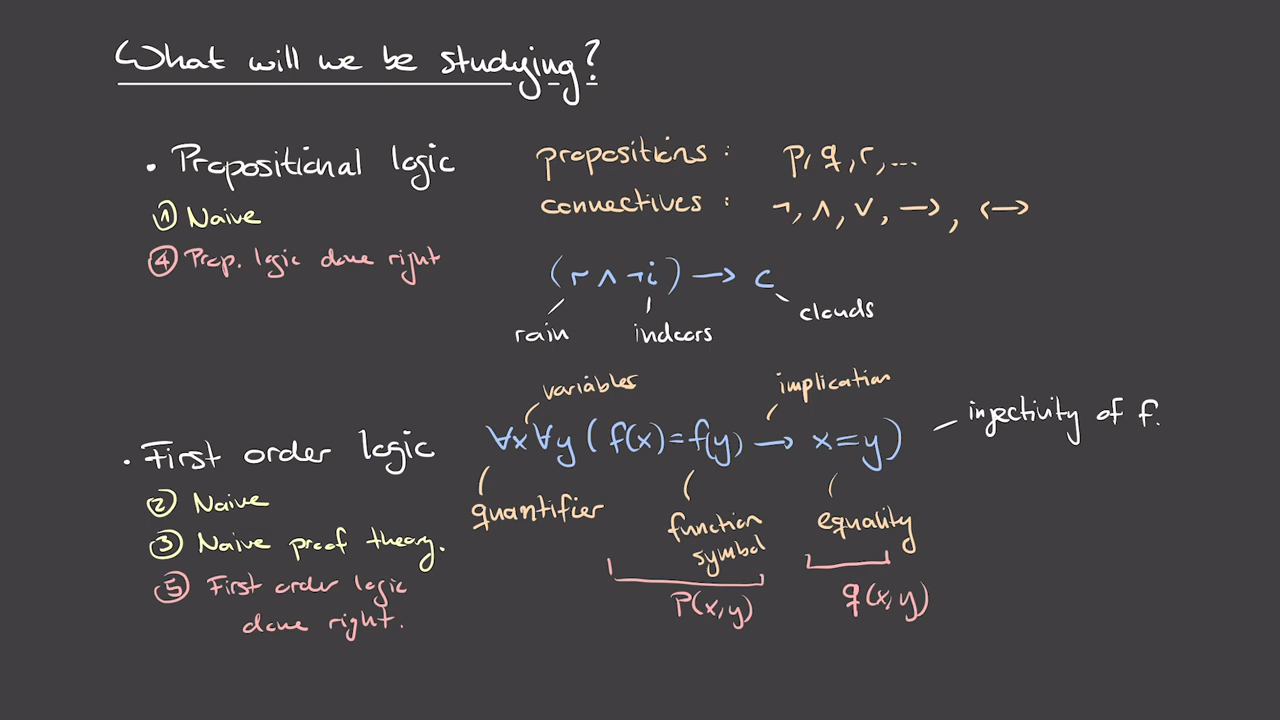 What will we be studying?
• Propositional logic
① Naive
④ Prop. logic done right
propositions : p, q, r, ...
connectives : ¬, ∧, ∨, →, ↔
(r ∧ ¬i) → c
rain indoors clouds
variables implication
• First order logic
② Naive
③ Naive proof theory.
⑤ First order logic
done right.
∀x∀y (f(x)=f(y) → x=y)
injectivity of f.
quantifier
function
symbol
equality
P(x,y) q(x,y)